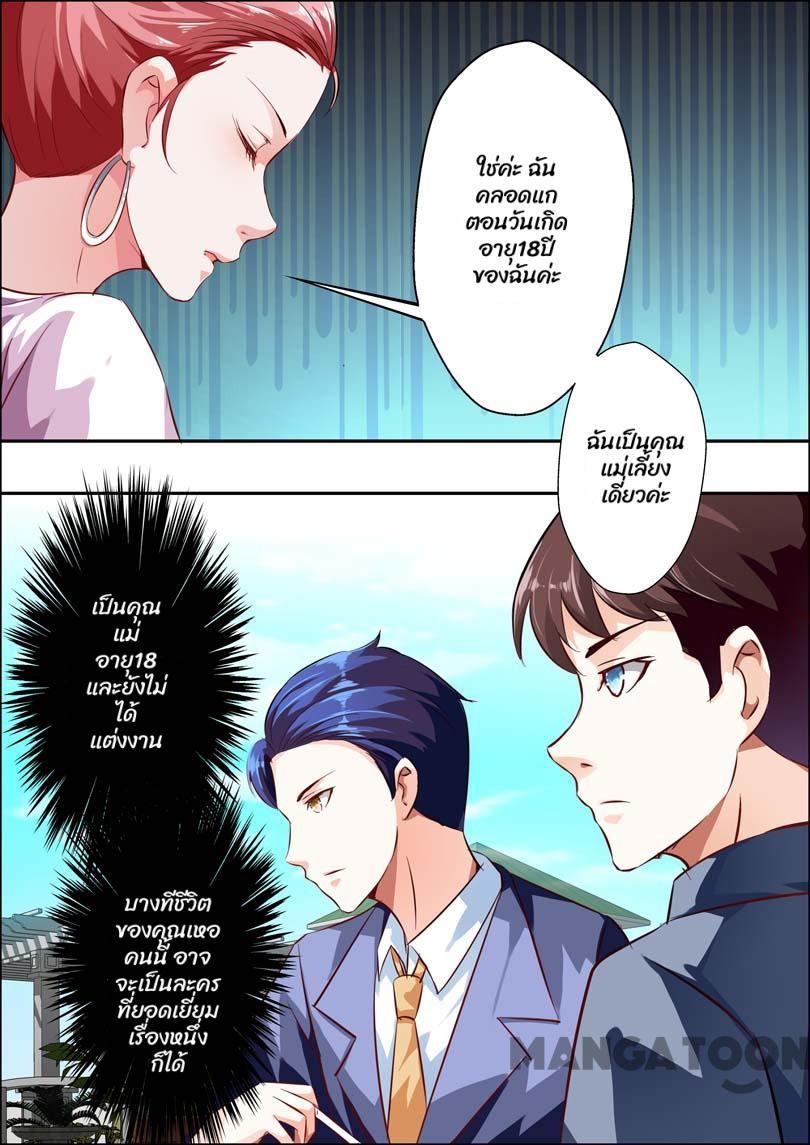 ใช่ค่ะ ฉัน
คลอดแก
ตอนวันเกิด
อายุ18ปี
ของฉันค่ะ
ฉันเป็นคุณ
แม่เลี้ยง
เดี่ยวค่ะ
เป็นคุณ
แม่
อายุ18
และยังไม่
ได้
แต่งงาน
บางทีชีวิต
ของคุณเหอ
คนนี้ อาจ
จะเป็นละคร
ที่ยอดเยี่ยม
เรื่องหนึ่ง
ก็ได้
MANGATOON